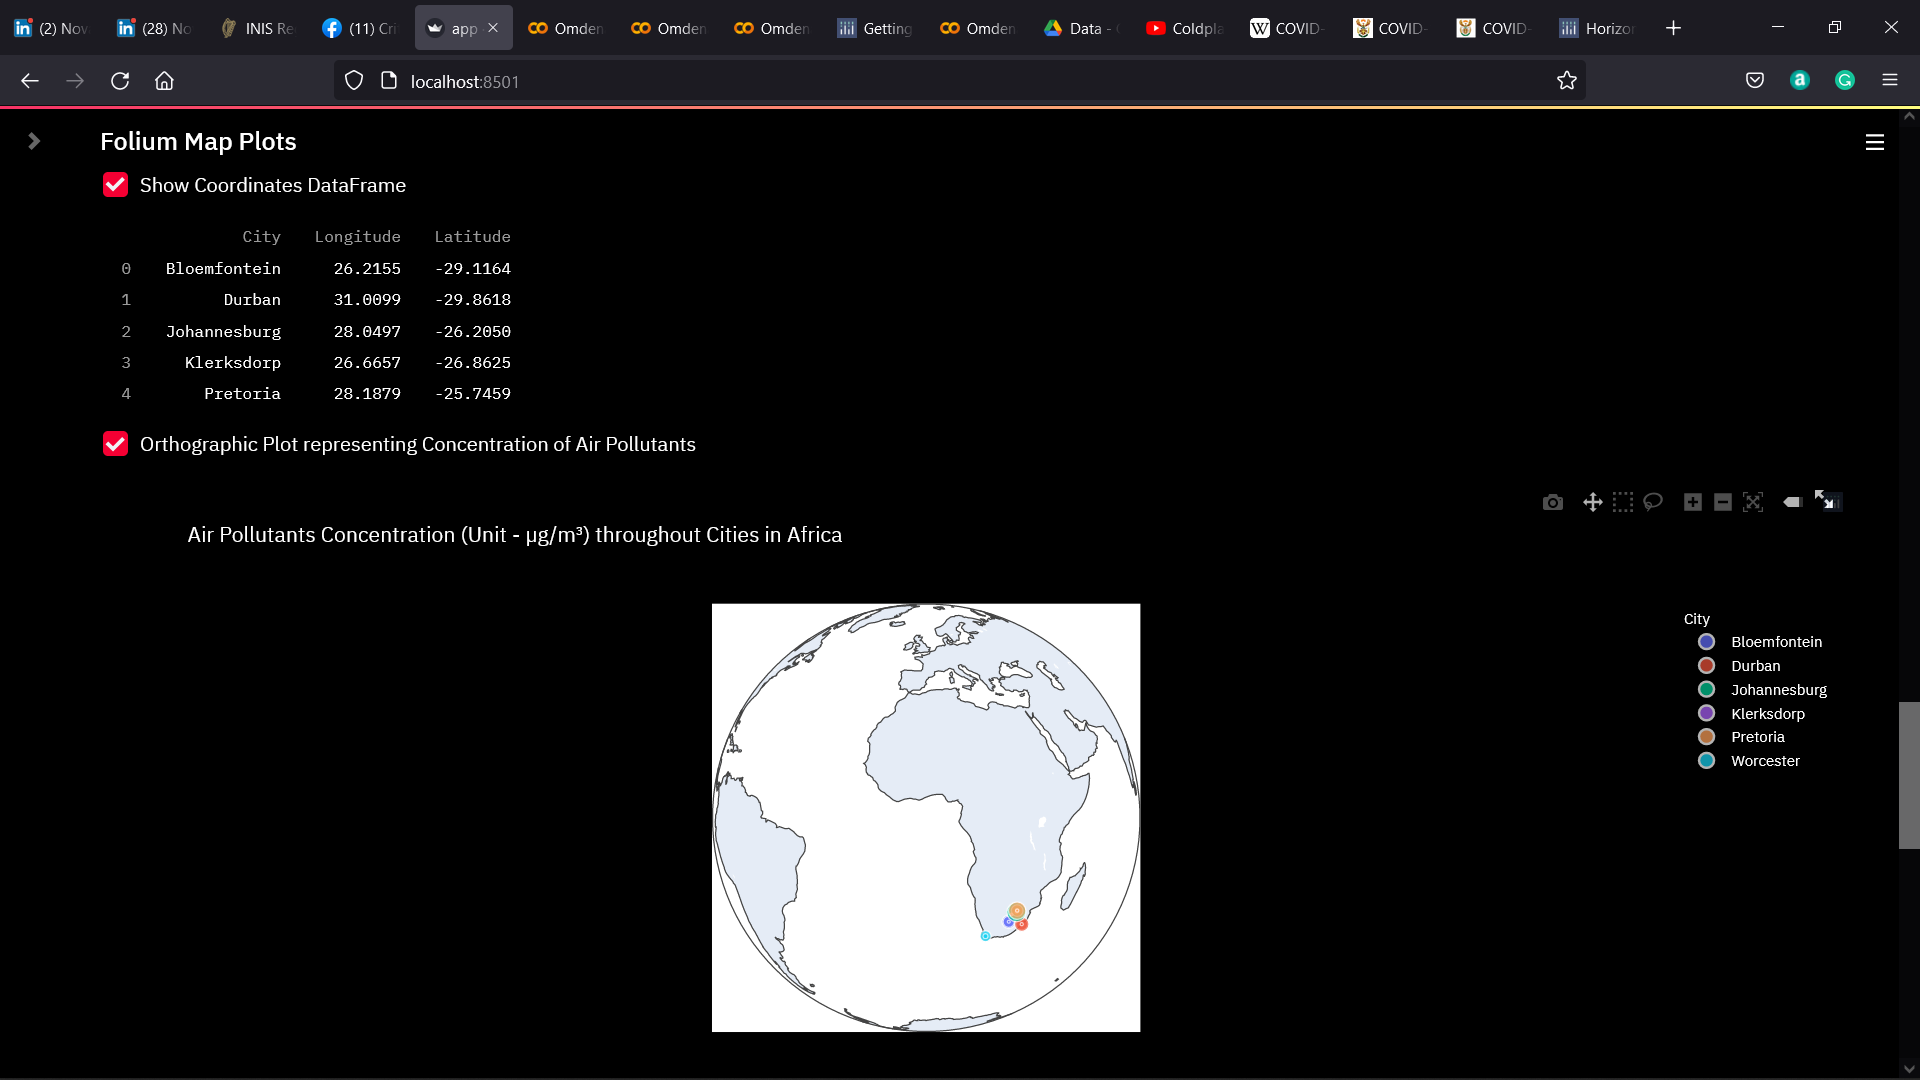 (2) Nov
(28) No
INIS Re
(11) Cri
app
Omden
Omden
Omden
Getting
Omden
Data -
Coldpla
COVID-
COVID-
COVID-
Horizon
localhost:8501
Folium Map Plots
Show Coordinates DataFrame
City Longitude Latitude
0 Bloemfontein 26.2155 -29.1164
1 Durban 31.0099 -29.8618
2 Johannesburg 28.0497 -26.2050
3 Klerksdorp 26.6657 -26.8625
4 Pretoria 28.1879 -25.7459
Orthographic Plot representing Concentration of Air Pollutants
Air Pollutants Concentration (Unit - µg/m³) throughout Cities in Africa
City
Bloemfontein
Durban
Johannesburg
Klerksdorp
Pretoria
Worcester